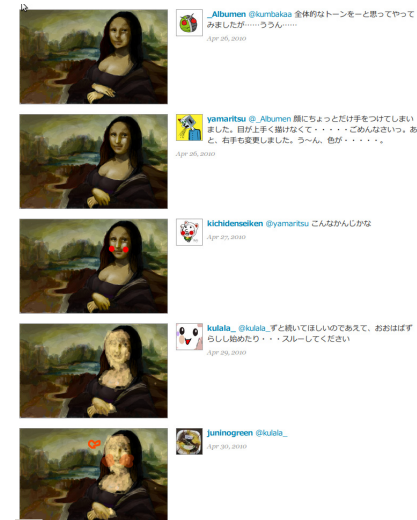 _Albumen @kumbakaa 全体的なトーンをーと思ってやって
みましたが……ううん……
Apr 26, 2010
yamaritsu @_Albumen 顔にちょっとだけ手をつけてしまい
ました。目が上手く描けなくて・・・・・ごめんなさいっ。あ
と、右手も変更しました。う〜ん、色が・・・・・。
Apr 26, 2010
kichidenseiken @yamaritsu こんなかんじかな
Apr 27, 2010
kulala_ @kulala_ずと続いてほしいのであえて、おおはばず
らしし始めたり・・・スルーしてください
Apr 29, 2010
juninogreen @kulala_
Apr 30, 2010